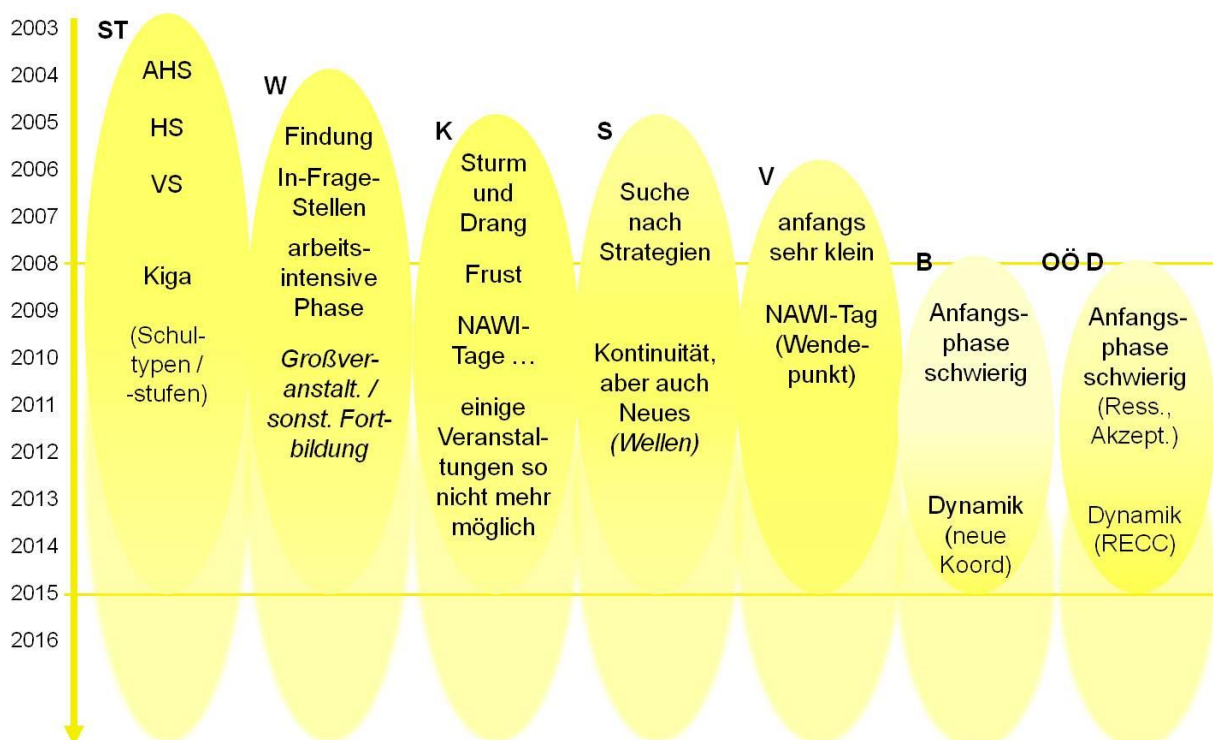 2003
2004
2005
2006
2007
2008
2009
2010
2011
2012
2013
2014
2015
2016
ST
AHS
HS
VS
Kiga
(Schul-
typen /
-stufen)
W
Findung
In-Frage-
Stellen
arbeits-
intensive
Phase
Großver-
anstalt. /
sonst. Fort-
bildung
K
Sturm
und
Drang
Frust
NAWI-
Tage …
einige
Veranstal-
tungen so
nicht mehr
möglich
S
Suche
nach
Strategien
Kontinuität,
aber auch
Neues
(Wellen)
V
anfangs
sehr klein
NAWI-Tag
(Wende-
punkt)
B
Anfangs-
phase
schwierig
Dynamik
(neue
Koord)
OÖ D
Anfangs-
phase
schwierig
(Ress.,
Akzept.)
Dynamik
(RECC)